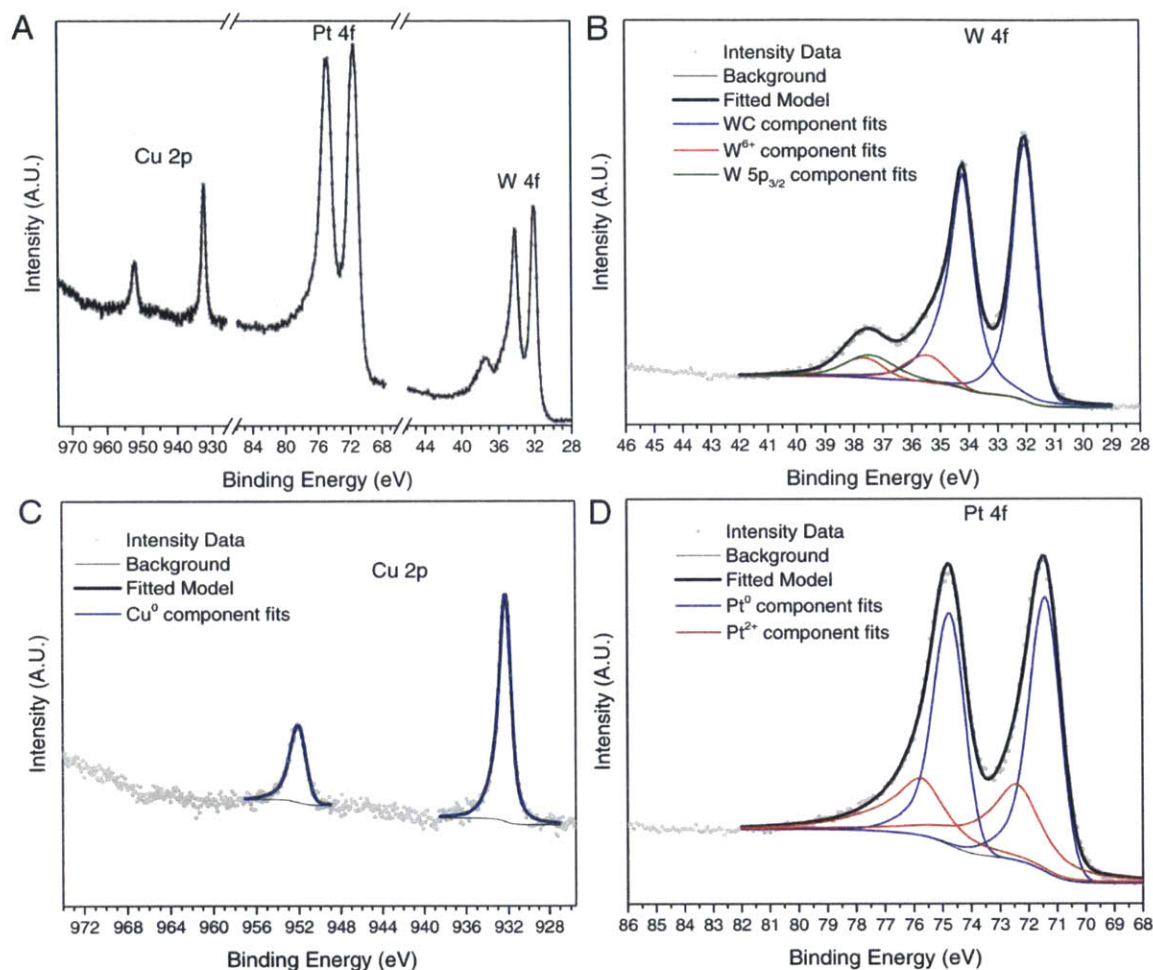 A
Pt 4f
Cu 2p
W 4f
Intensity (A.U.)
970 960 950 940 930 84 80 76 72 68 44 40 36 32 28
Binding Energy (eV)
B
W 4f
Intensity Data
Background
Fitted Model
WC component fits
W⁶⁺ component fits
W 5p₃/₂ component fits
Intensity (A.U.)
46 45 44 43 42 41 40 39 38 37 36 35 34 33 32 31 30 29 28
Binding Energy (eV)
C
Intensity Data
Background
Fitted Model
Cu⁰ component fits
Cu 2p
Intensity (A.U.)
972 968 964 960 956 952 948 944 940 936 932 928
Binding Energy (eV)
D
Pt 4f
Intensity Data
Background
Fitted Model
Pt⁰ component fits
Pt²⁺ component fits
Intensity (A.U.)
86 85 84 83 82 81 80 79 78 77 76 75 74 73 72 71 70 69 68
Binding Energy (eV)